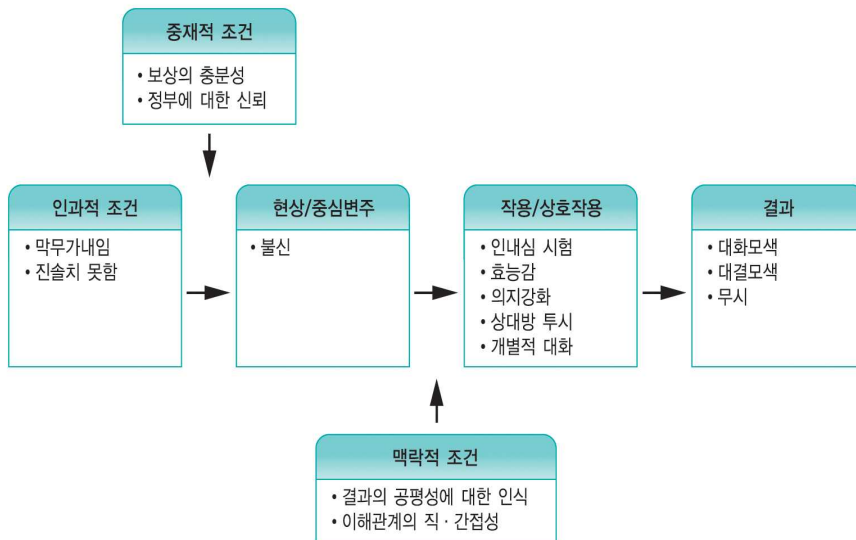 중재적 조건
• 보상의 충분성
• 정부에 대한 신뢰
인과적 조건
• 막무가내임
• 진솔치 못함
현상/중심변주
• 불신
작용/상호작용
• 인내심 시험
• 효능감
• 의지강화
• 상대방 투시
• 개별적 대화
결과
• 대화모색
• 대결모색
• 무시
맥락적 조건
• 결과의 공평성에 대한 인식
• 이해관계의 직·간접성